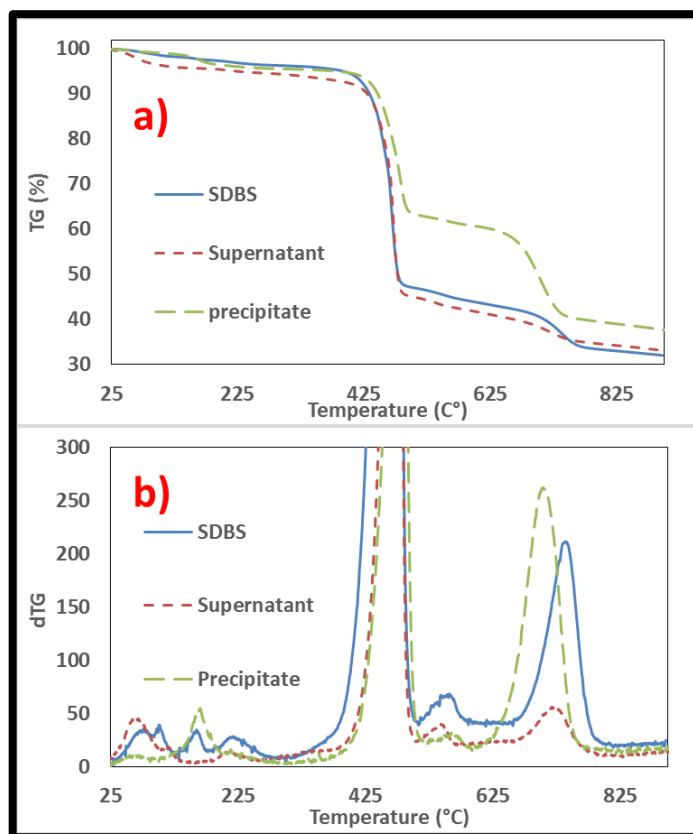 100
90
80
70
60
50
40
30
TG (%)
a)
SDBS
Supernatant
precipitate
25
225
425
625
825
Temperature (C°)
300
250
200
150
100
50
0
dTG
b)
SDBS
Supernatant
Precipitate
25
225
425
625
825
Temperature (°C)